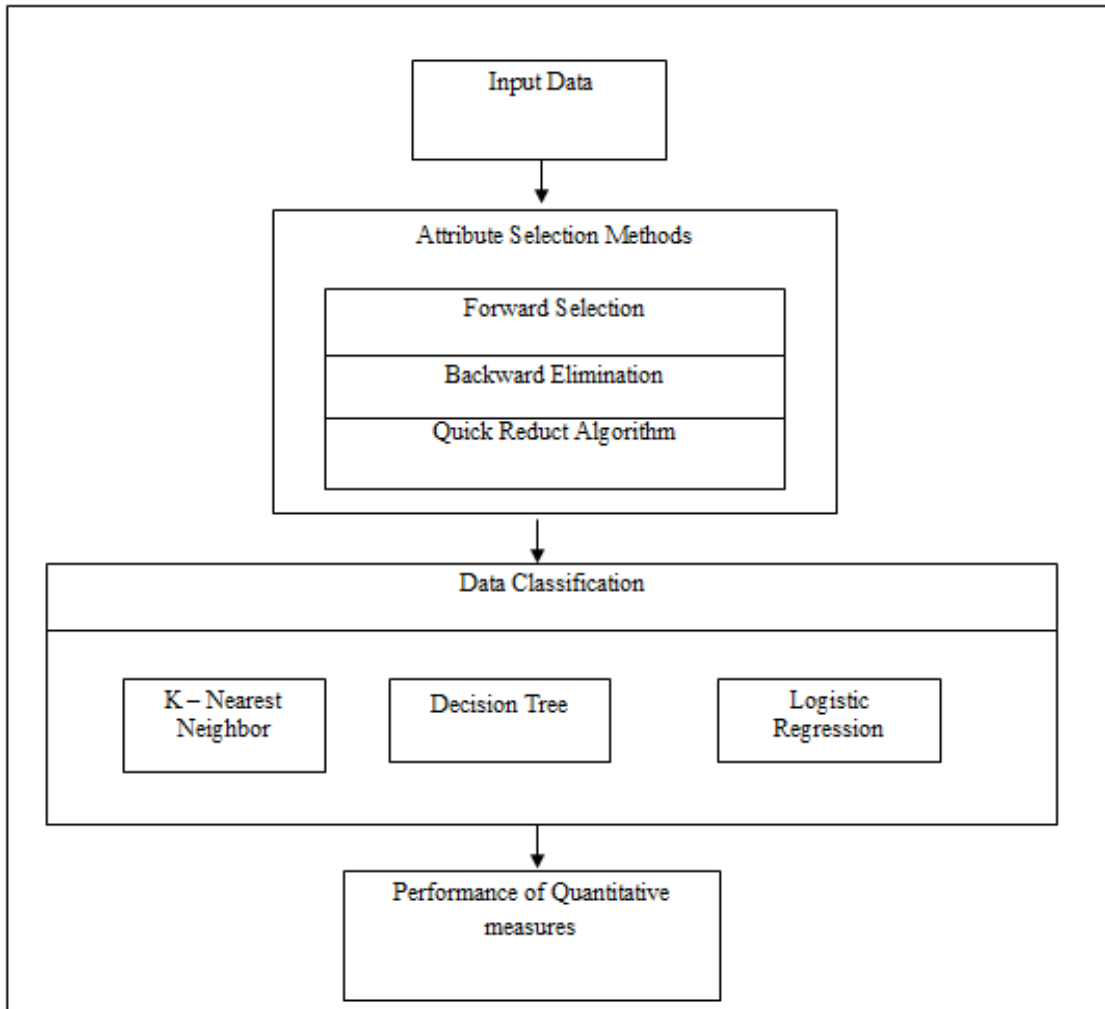 Input Data
Attribute Selection Methods
Forward Selection
Backward Elimination
Quick Reduct Algorithm
Data Classification
K – Nearest
Neighbor
Decision Tree
Logistic
Regression
Performance of Quantitative
measures